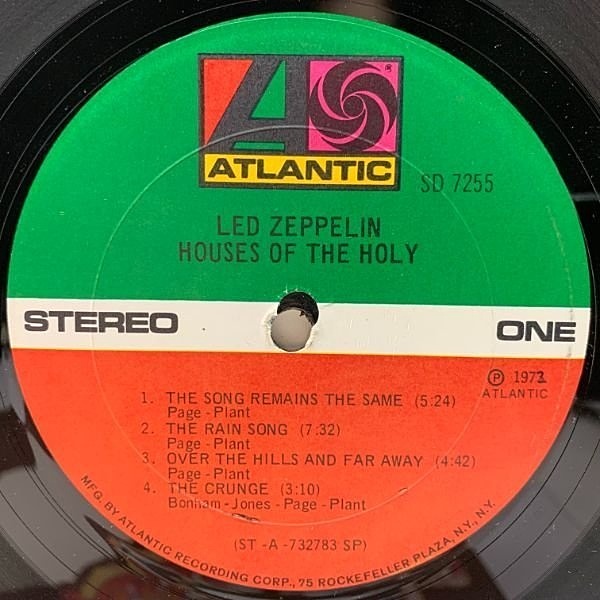 ATLANTIC
SD 7255
LED ZEPPELIN
HOUSES OF THE HOLY
STEREO
ONE
℗ 1973
ATLANTIC
1. THE SONG REMAINS THE SAME (5:24)
Page - Plant
2. THE RAIN SONG (7:32)
Page - Plant
3. OVER THE HILLS AND FAR AWAY (4:42)
Page - Plant
4. THE CRUNGE (3:10)
Bonham - Jones - Page - Plant
(ST -A -732783 SP)
MFG. BY ATLANTIC RECORDING CORP., 75 ROCKEFELLER PLAZA, N.Y., N.Y.